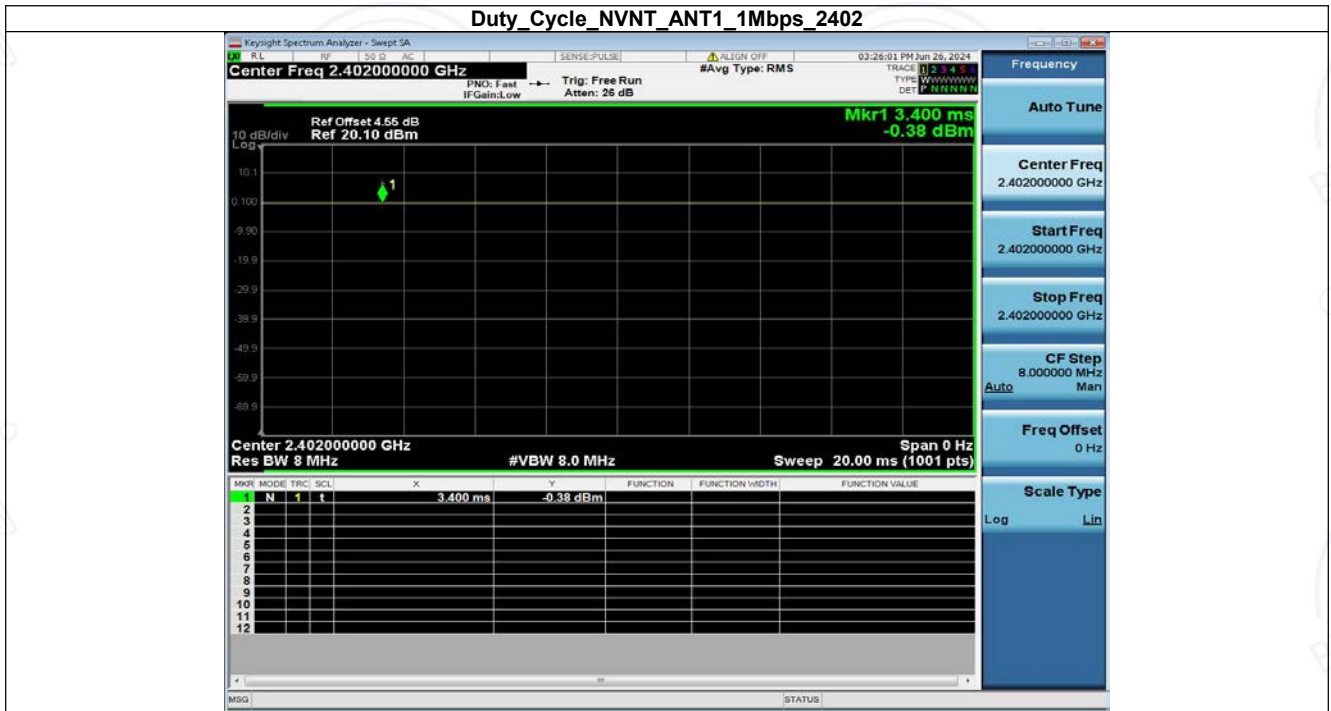 Duty_Cycle_NVNT_ANT1_1Mbps_2402
Keysight Spectrum Analyzer - Swept SA
RL RF 50 Ω AC SENSE:PULSE ALIGN OFF 03:26:01 PM Jun 26, 2024
Center Freq 2.402000000 GHz #Avg Type: RMS TRACE 1 2 3 4 5 6
PNO: Fast Trig: Free Run TYPE WWWWWW
IFGain:Low Atten: 26 dB DET P N N N N N
Frequency
Auto Tune
Mkr1 3.400 ms
-0.38 dBm
Ref Offset 4.55 dB
10 dB/div Ref 20.10 dBm
Log
10.1
1
0.100
-9.90
-19.9
-29.9
-39.9
-49.9
-59.9
-69.9
Center 2.402000000 GHz Span 0 Hz
Res BW 8 MHz #VBW 8.0 MHz Sweep 20.00 ms (1001 pts)
MKR MODE TRC SCL X Y FUNCTION FUNCTION WIDTH FUNCTION VALUE
1 N 1 t 3.400 ms -0.38 dBm
2
3
4
5
6
7
8
9
10
11
12
MSG STATUS
Center Freq
2.402000000 GHz
Start Freq
2.402000000 GHz
Stop Freq
2.402000000 GHz
CF Step
8.000000 MHz
Auto Man
Freq Offset
0 Hz
Scale Type
Log Lin